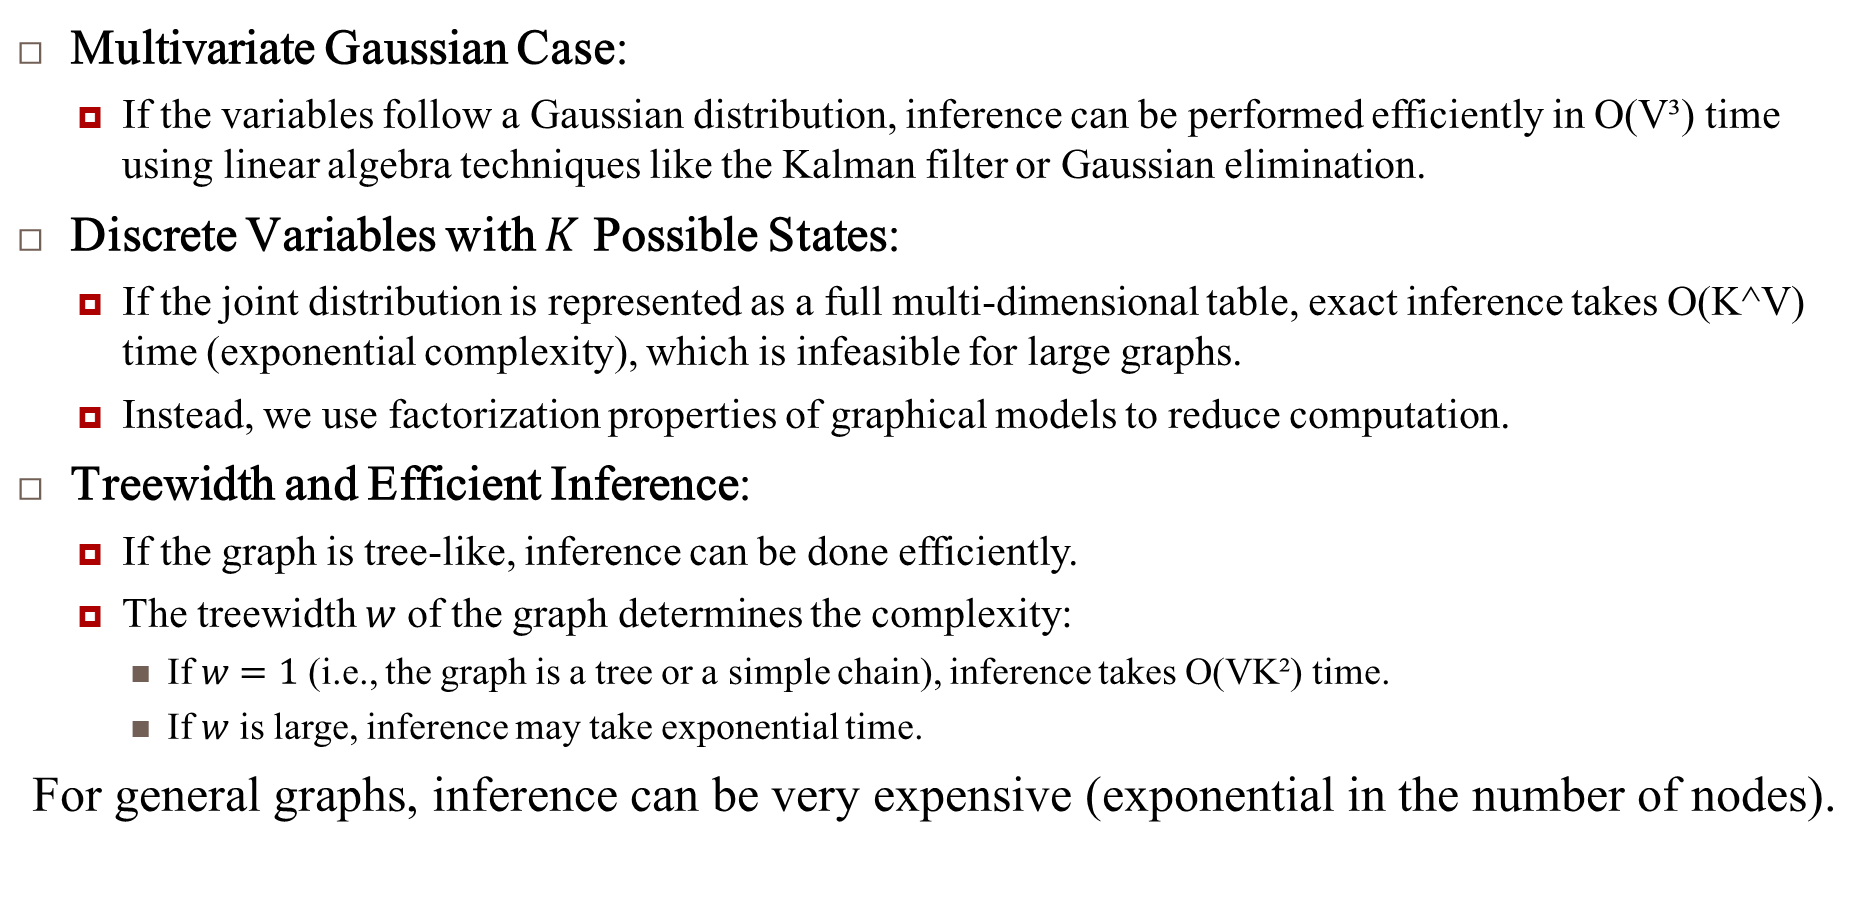 Multivariate Gaussian Case:
If the variables follow a Gaussian distribution, inference can be performed efficiently in O(V³) time
using linear algebra techniques like the Kalman filter or Gaussian elimination.
Discrete Variables with K Possible States:
If the joint distribution is represented as a full multi-dimensional table, exact inference takes O(K^V)
time (exponential complexity), which is infeasible for large graphs.
Instead, we use factorization properties of graphical models to reduce computation.
Treewidth and Efficient Inference:
If the graph is tree-like, inference can be done efficiently.
The treewidth w of the graph determines the complexity:
If w = 1 (i.e., the graph is a tree or a simple chain), inference takes O(VK²) time.
If w is large, inference may take exponential time.
For general graphs, inference can be very expensive (exponential in the number of nodes).